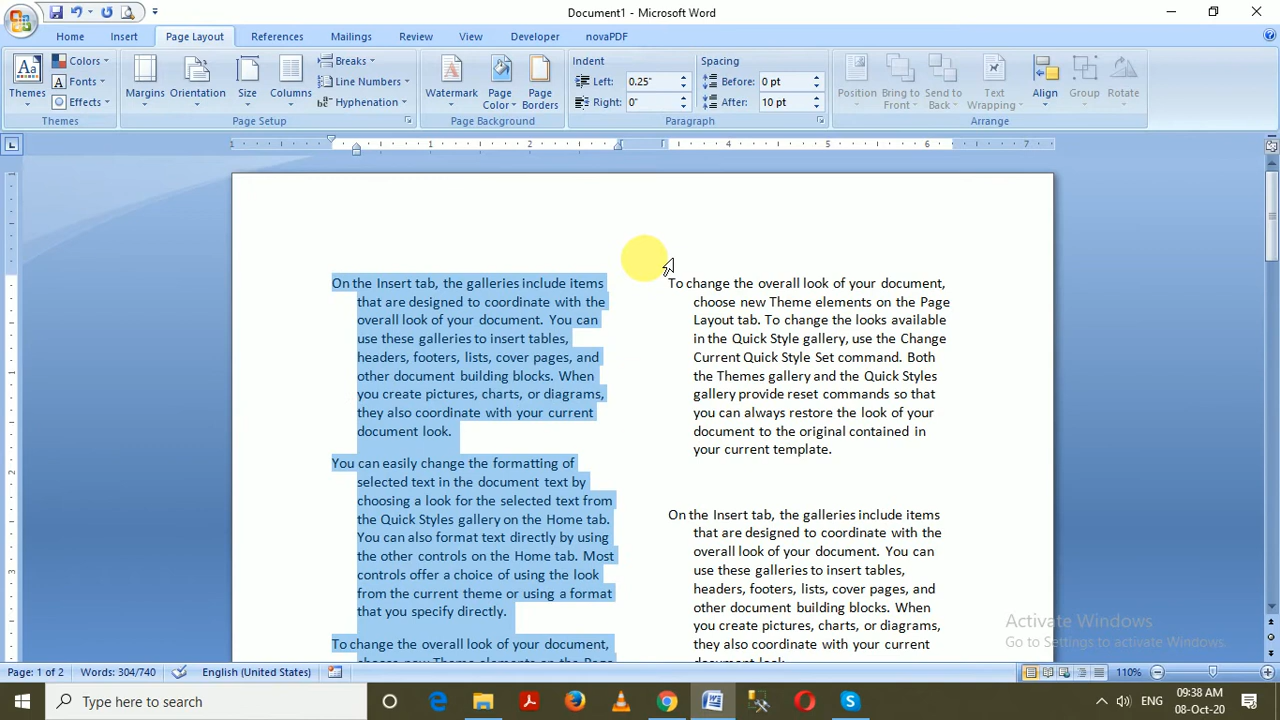 Document1 - Microsoft Word
Home Insert Page Layout References Mailings Review View Developer novaPDF
Themes
Colors
Fonts
Effects
Themes
Margins
Orientation
Size
Columns
Breaks
Line Numbers
Hyphenation
Page Setup
Watermark
Page
Color
Page
Borders
Page Background
Indent
Left: 0.25"
Right: 0"
Spacing
Before: 0 pt
After: 10 pt
Paragraph
Position
Bring to
Front
Send to
Back
Text
Wrapping
Align
Group
Rotate
Arrange
1 1 2 4 5 6 7
On the Insert tab, the galleries include items
that are designed to coordinate with the
overall look of your document. You can
use these galleries to insert tables,
headers, footers, lists, cover pages, and
other document building blocks. When
you create pictures, charts, or diagrams,
they also coordinate with your current
document look.
You can easily change the formatting of
selected text in the document text by
choosing a look for the selected text from
the Quick Styles gallery on the Home tab.
You can also format text directly by using
the other controls on the Home tab. Most
controls offer a choice of using the look
from the current theme or using a format
that you specify directly.
To change the overall look of your document,
choose new Theme elements on the Page
To change the overall look of your document,
choose new Theme elements on the Page
Layout tab. To change the looks available
in the Quick Style gallery, use the Change
Current Quick Style Set command. Both
the Themes gallery and the Quick Styles
gallery provide reset commands so that
you can always restore the look of your
document to the original contained in
your current template.
On the Insert tab, the galleries include items
that are designed to coordinate with the
overall look of your document. You can
use these galleries to insert tables,
headers, footers, lists, cover pages, and
other document building blocks. When
you create pictures, charts, or diagrams,
they also coordinate with your current
document look.
Activate Windows
Go to Settings to activate Windows.
Page: 1 of 2 Words: 304/740 English (United States) 110%
Type here to search
ENG
09:38 AM
08-Oct-20